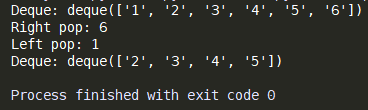 Deque: deque(['1', '2', '3', '4', '5', '6'])
Right pop: 6
Left pop: 1
Deque: deque(['2', '3', '4', '5'])
Process finished with exit code 0